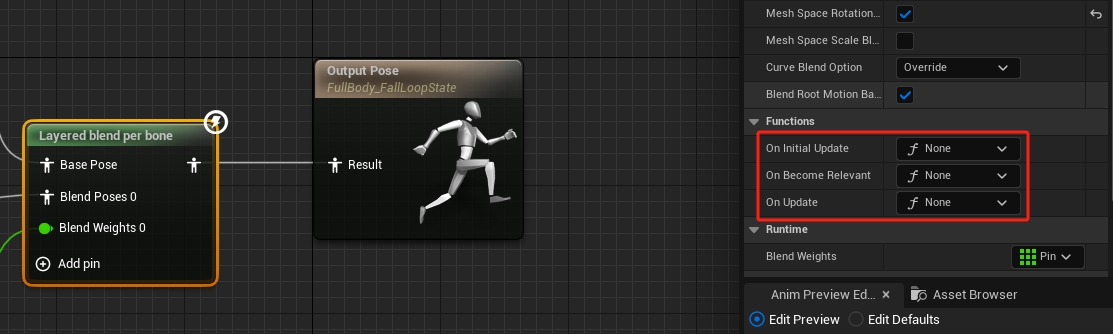 Layered blend per bone
Base Pose
Blend Poses 0
Blend Weights 0
Add pin
Output Pose
FullBody_FallLoopState
Result
Mesh Space Rotation...
Mesh Space Scale Bl...
Curve Blend Option Override
Blend Root Motion Ba...
Functions
On Initial Update None
On Become Relevant None
On Update None
Runtime
Blend Weights Pin
Anim Preview Ed... Asset Browser
Edit Preview Edit Defaults